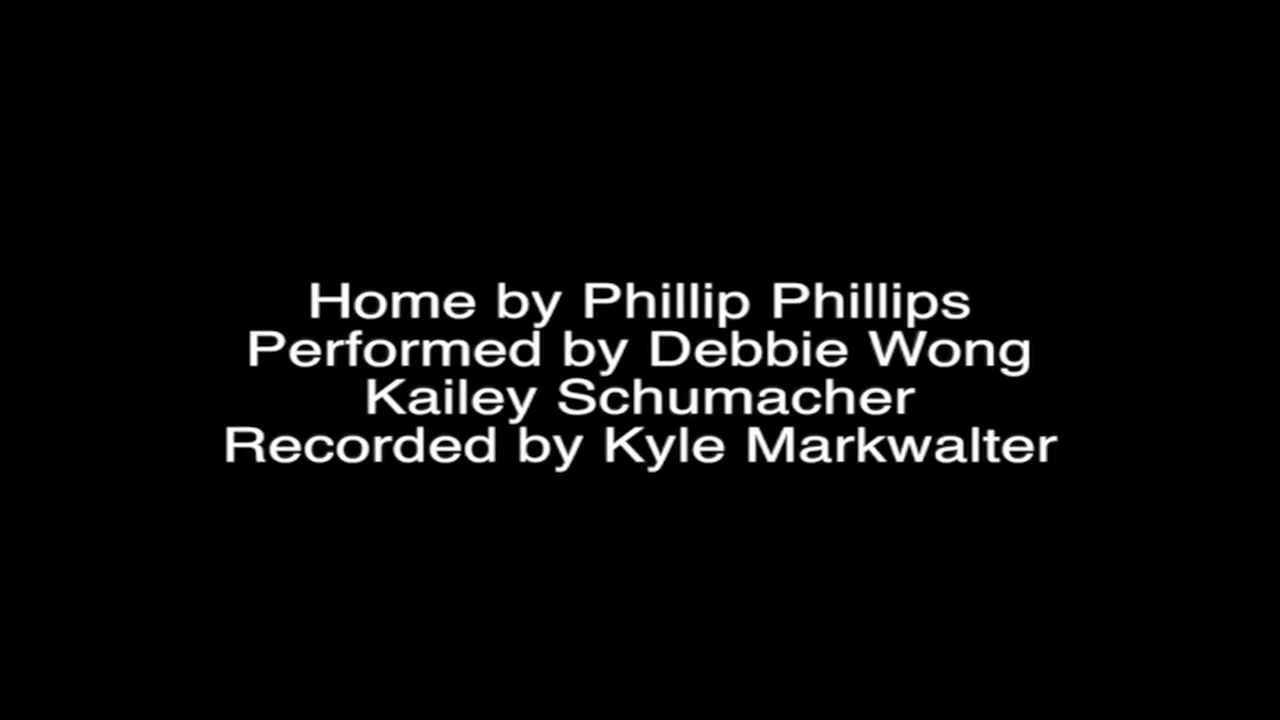 Home by Phillip Phillips
Performed by Debbie Wong
Kailey Schumacher
Recorded by Kyle Markwalter